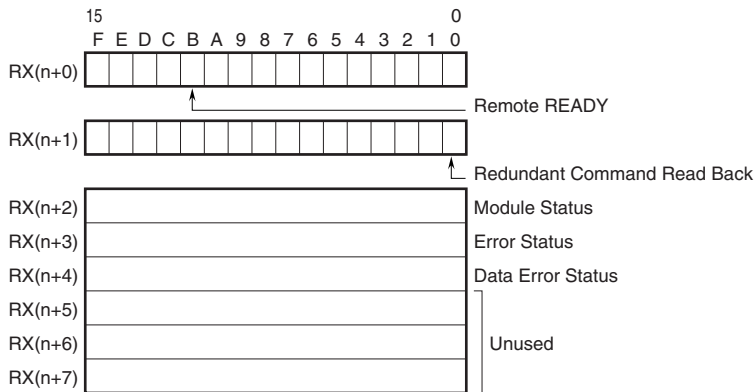 15 0
F E D C B A 9 8 7 6 5 4 3 2 1 0
RX(n+0)
Remote READY
RX(n+1)
Redundant Command Read Back
RX(n+2) Module Status
RX(n+3) Error Status
RX(n+4) Data Error Status
RX(n+5)
RX(n+6) Unused
RX(n+7)